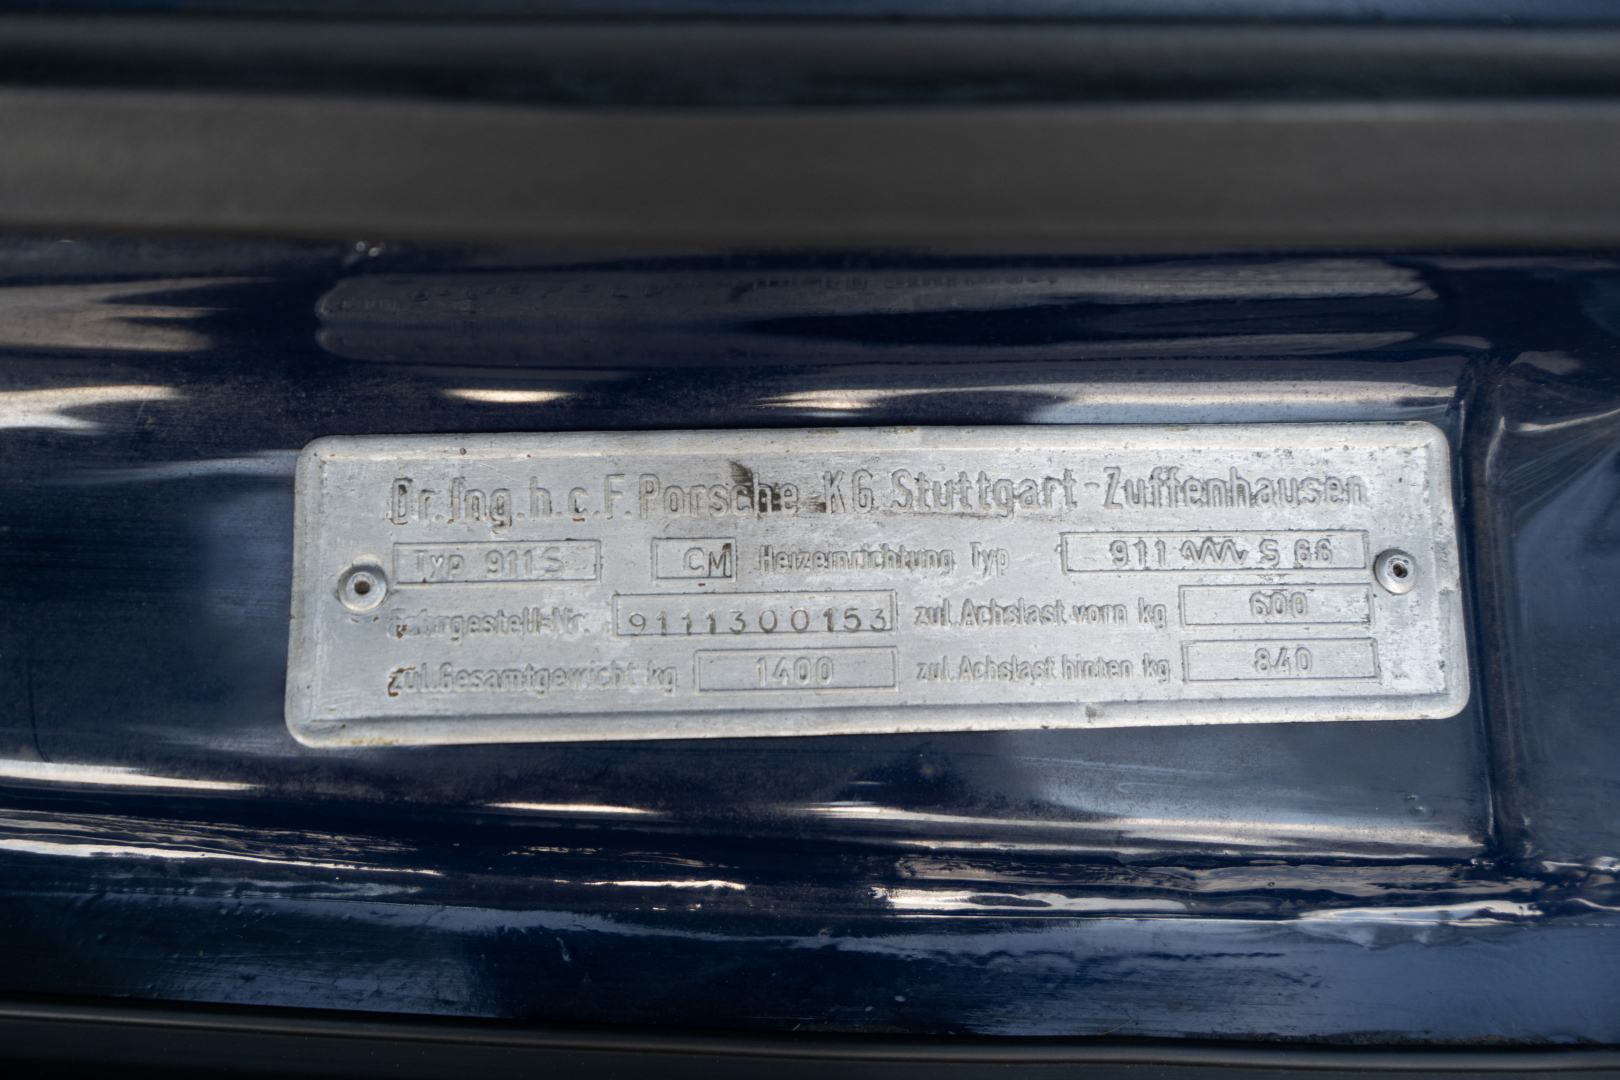 Dr. Ing. h. c. F. Porsche KG Stuttgart-Zuffenhausen
Typ 911S CM Heizeinrichtung Typ 911 S 66
Fahrgestell-Nr. 9111300153 zul. Achslast vorn kg 600
zul. Gesamtgewicht kg 1400 zul. Achslast hinten kg 840